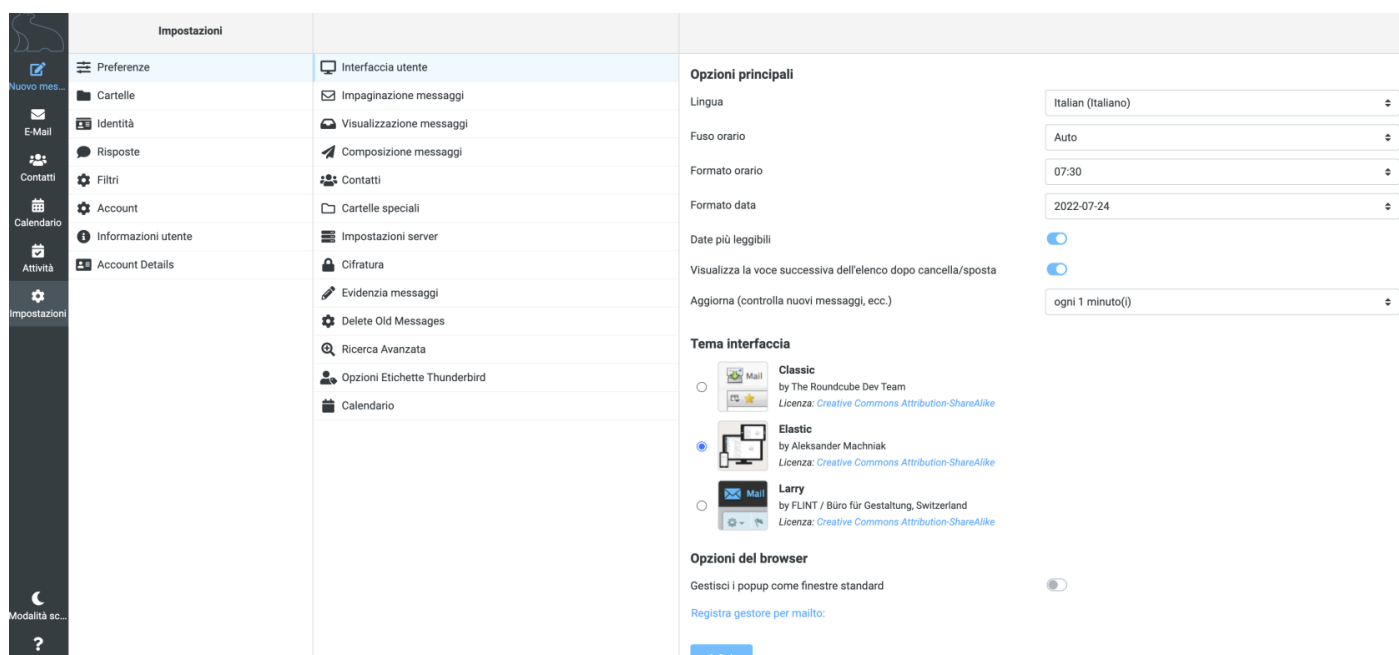 Impostazioni
Nuovo mes...
E-Mail
Contatti
Calendario
Attività
Impostazioni
Modalità sc...
?
Preferenze
Cartelle
Identità
Risposte
Filtri
Account
Informazioni utente
Account Details
Interfaccia utente
Impaginazione messaggi
Visualizzazione messaggi
Composizione messaggi
Contatti
Cartelle speciali
Impostazioni server
Cifratura
Evidenzia messaggi
Delete Old Messages
Ricerca Avanzata
Opzioni Etichette Thunderbird
Calendario
Opzioni principali
Lingua Italian (Italiano)
Fuso orario Auto
Formato orario 07:30
Formato data 2022-07-24
Date più leggibili
Visualizza la voce successiva dell'elenco dopo cancella/sposta
Aggiorna (controlla nuovi messaggi, ecc.) ogni 1 minuto(i)
Tema interfaccia
Mail
Classic
by The Roundcube Dev Team
Licenza: Creative Commons Attribution-ShareAlike
Elastic
by Aleksander Machniak
Licenza: Creative Commons Attribution-ShareAlike
Mail
Larry
by FLINT / Büro für Gestaltung, Switzerland
Licenza: Creative Commons Attribution-ShareAlike
Opzioni del browser
Gestisci i popup come finestre standard
Registra gestore per mailto: